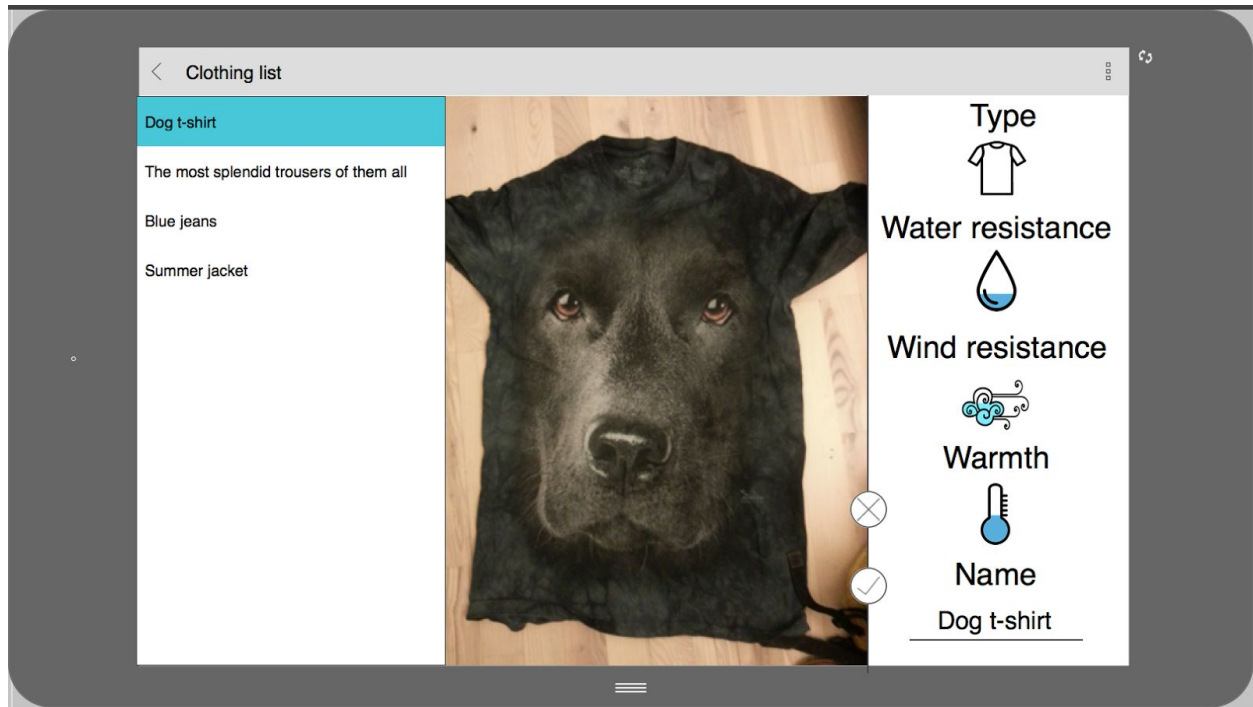 Clothing list
Dog t-shirt
The most splendid trousers of them all
Blue jeans
Summer jacket
Type
Water resistance
Wind resistance
Warmth
Name
Dog t-shirt